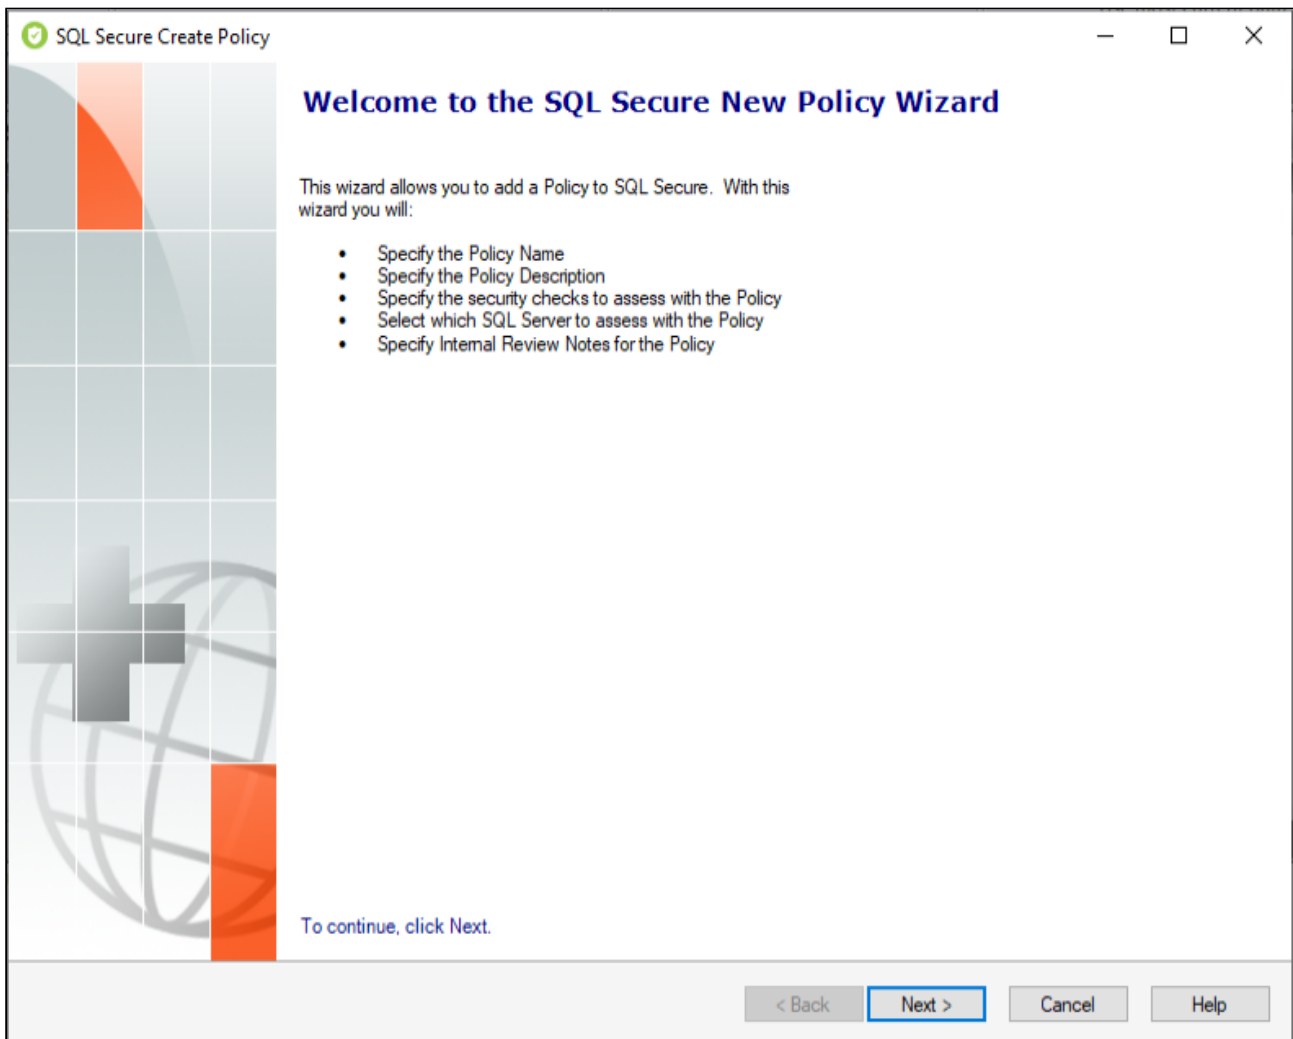 SQL Secure Create Policy
Welcome to the SQL Secure New Policy Wizard
This wizard allows you to add a Policy to SQL Secure.  With this
wizard you will:
• Specify the Policy Name
• Specify the Policy Description
• Specify the security checks to assess with the Policy
• Select which SQL Server to assess with the Policy
• Specify Internal Review Notes for the Policy
To continue, click Next.
< Back Next > Cancel Help